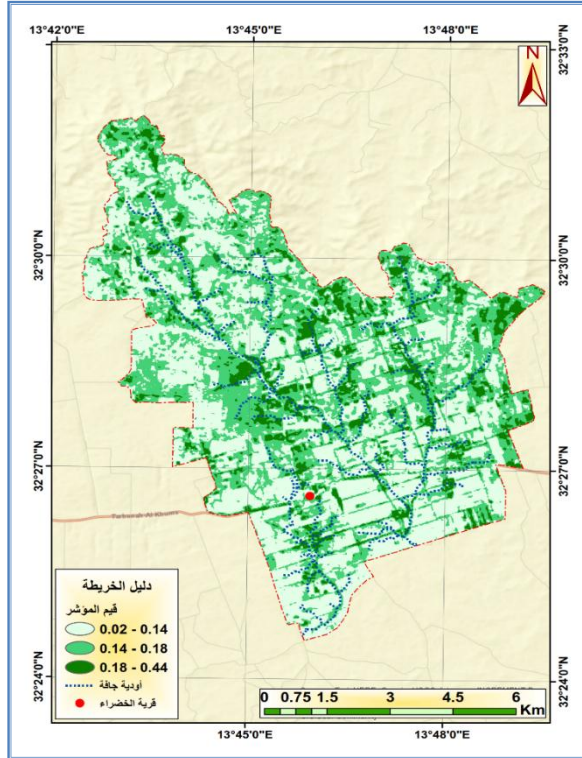 13°42'0"E 13°45'0"E 13°48'0"E
N
32°33'0"N
32°30'0"N 32°30'0"N
32°27'0"N 32°27'0"N
Tarhunah-Al Khums
دليل الخريطة
قيم المؤشر
0.02 - 0.14
0.14 - 0.18
0.18 - 0.44
أودية جافة
قرية الخضراء
32°24'0"N 32°24'0"N
0 0.75 1.5 3 4.5 6
Km
13°45'0"E 13°48'0"E